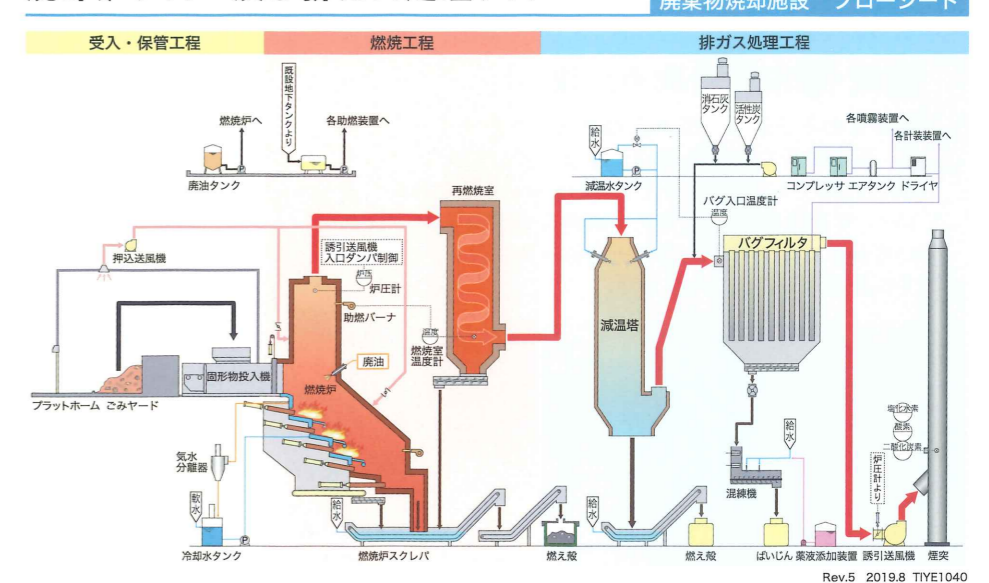 廃棄物焼却施設 フローシート
受入・保管工程
燃焼工程
排ガス処理工程
既設地下タンクより
燃焼炉へ
各助燃装置へ
P
P
廃油タンク
消石灰
タンク
活性炭
タンク
各噴霧装置へ
各計装装置へ
給水
M
P
減温水タンク
コンプレッサ
エアタンク
ドライヤ
再燃焼室
バグ入口温度計
温度
押込送風機
誘引送風機
入口ダンパ制御
炉圧
炉圧計
助燃バーナ
温度
燃焼室
温度計
廃油
バグフィルタ
減温塔
固形物投入機
燃焼炉
プラットホーム
ごみヤード
気水
分離器
軟水
P
冷却水タンク
給水
燃焼炉スクレパ
燃え殻
給水
燃え殻
給水
混練機
ばいじん
薬液添加装置
塩化水素
酸素
二酸化炭素
炉圧計より
誘引送風機
煙突
Rev.5 2019.8 TIYE1040